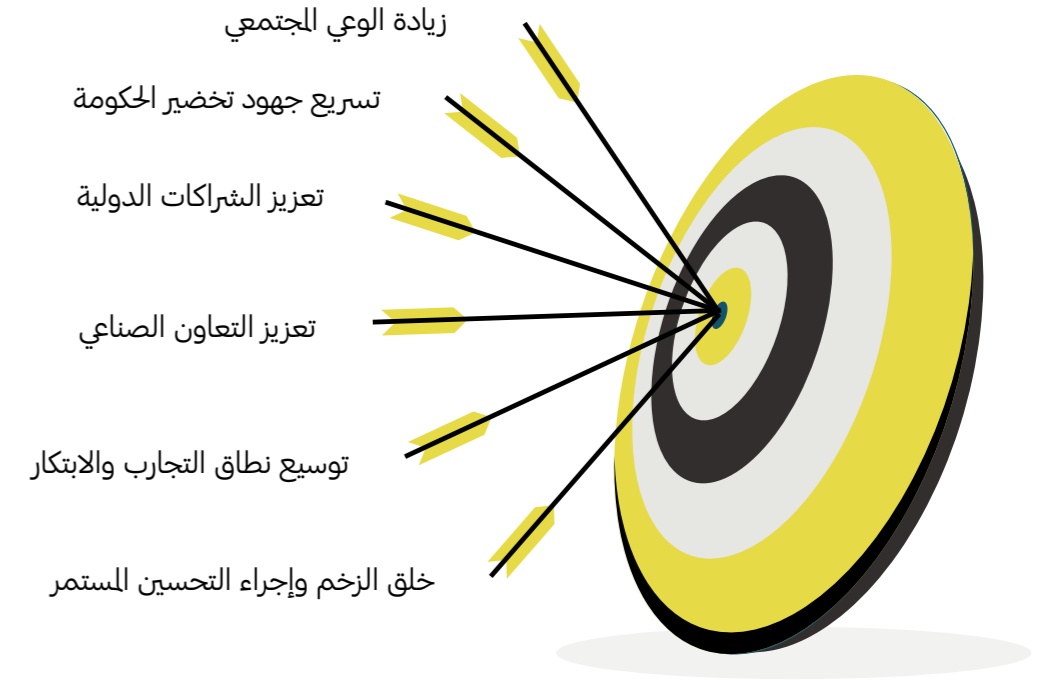 زيادة الوعي المجتمعي
تسريع جهود تخضير الحكومة
تعزيز الشراكات الدولية
تعزيز التعاون الصناعي
توسيع نطاق التجارب والابتكار
خلق الزخم وإجراء التحسين المستمر